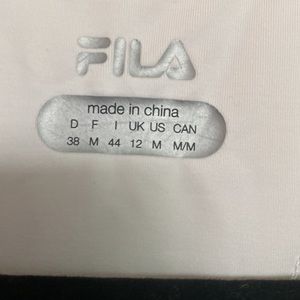 FILA
made in china
D F I UK US CAN
38 M 44 12 M M/M